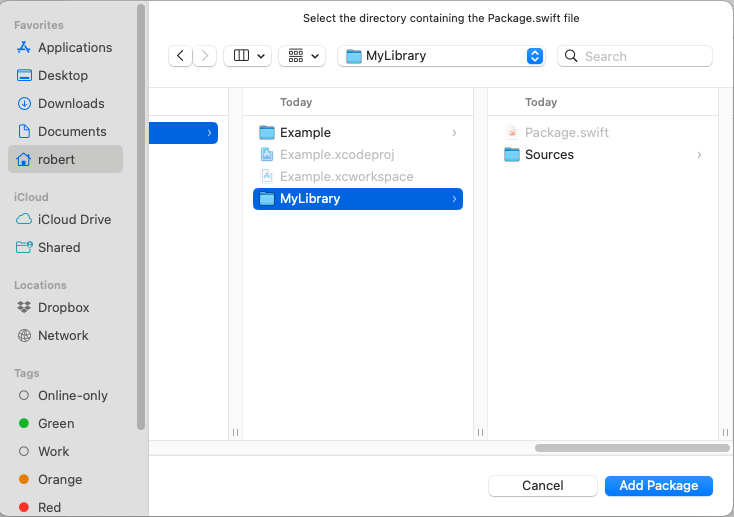 Select the directory containing the Package.swift file
Favorites
Applications
Desktop
Downloads
Documents
robert
iCloud
iCloud Drive
Shared
Locations
Dropbox
Network
Tags
Online-only
Green
Work
Orange
Red
MyLibrary
Search
Today
Example
Example.xcodeproj
Example.xcworkspace
MyLibrary
Today
Package.swift
Sources
Cancel
Add Package